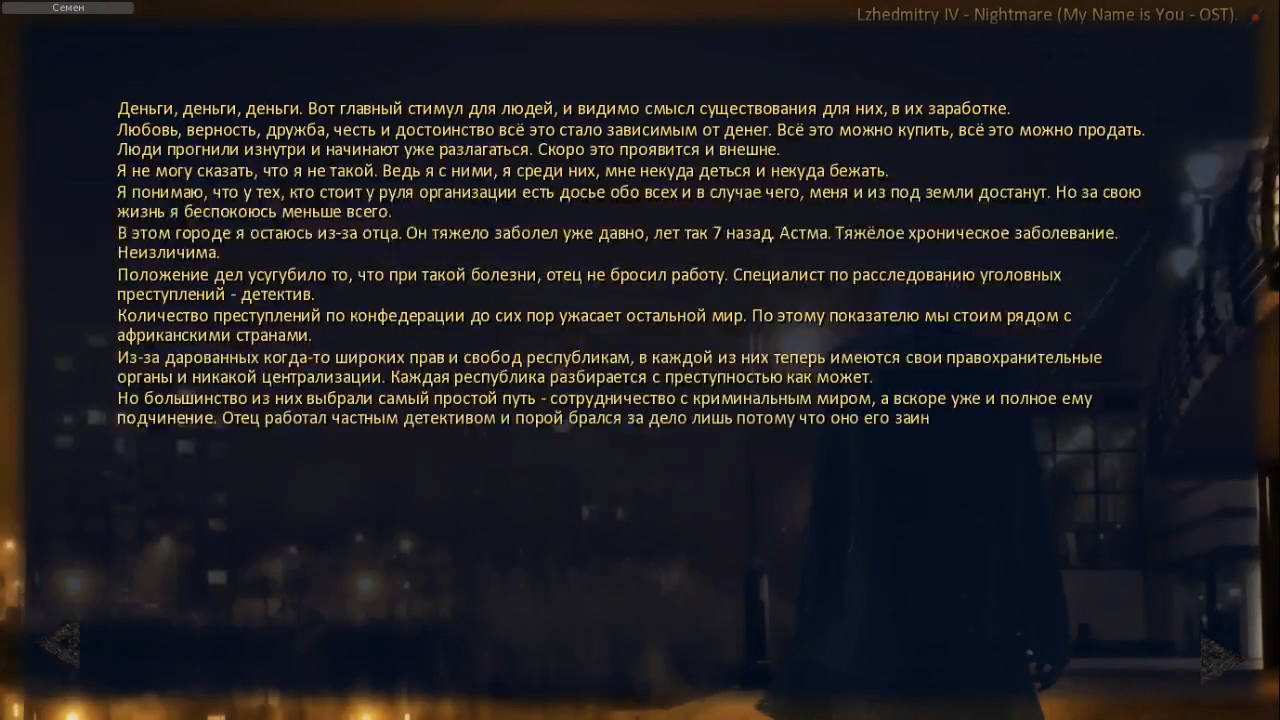 Семен
Lzhedmitry IV - Nightmare (My Name is You - OST).
Деньги, деньги, деньги. Вот главный стимул для людей, и видимо смысл существования для них, в их заработке.
Любовь, верность, дружба, честь и достоинство всё это стало зависимым от денег. Всё это можно купить, всё это можно продать.
Люди прогнили изнутри и начинают уже разлагаться. Скоро это проявится и внешне.
Я не могу сказать, что я не такой. Ведь я с ними, я среди них, мне некуда деться и некуда бежать.
Я понимаю, что у тех, кто стоит у руля организации есть досье обо всех и в случае чего, меня и из под земли достанут. Но за свою
жизнь я беспокоюсь меньше всего.
В этом городе я остаюсь из-за отца. Он тяжело заболел уже давно, лет так 7 назад. Астма. Тяжёлое хроническое заболевание.
Неизличима.
Положение дел усугубило то, что при такой болезни, отец не бросил работу. Специалист по расследованию уголовных
преступлений - детектив.
Количество преступлений по конфедерации до сих пор ужасает остальной мир. По этому показателю мы стоим рядом с
африканскими странами.
Из-за дарованных когда-то широких прав и свобод республикам, в каждой из них теперь имеются свои правохранительные
органы и никакой централизации. Каждая республика разбирается с преступностью как может.
Но большинство из них выбрали самый простой путь - сотрудничество с криминальным миром, а вскоре уже и полное ему
подчинение. Отец работал частным детективом и порой брался за дело лишь потому что оно его заин